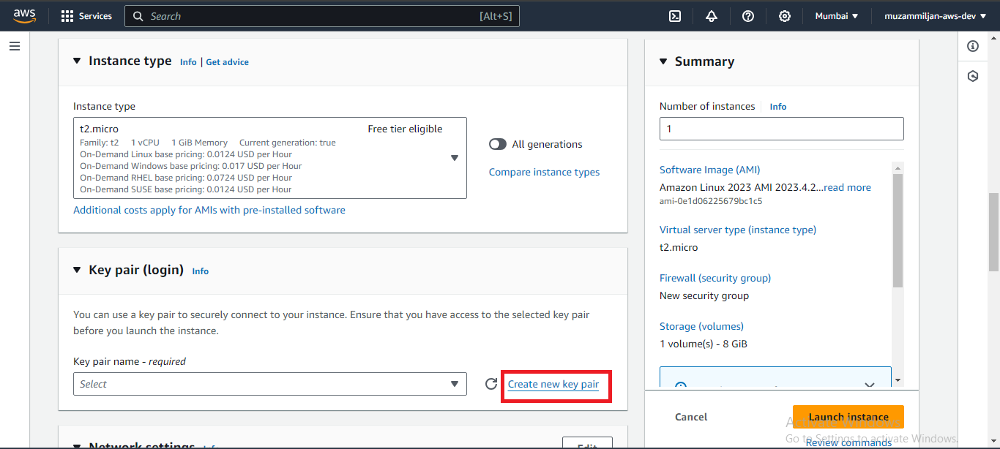 aws
Services
Search
[Alt+S]
Mumbai
muzammiljan-aws-dev
Instance type
Info | Get advice
Instance type
t2.micro
Free tier eligible
Family: t2 1 vCPU 1 GiB Memory Current generation: true
On-Demand Linux base pricing: 0.0124 USD per Hour
On-Demand Windows base pricing: 0.017 USD per Hour
On-Demand RHEL base pricing: 0.0724 USD per Hour
On-Demand SUSE base pricing: 0.0124 USD per Hour
All generations
Compare instance types
Additional costs apply for AMIs with pre-installed software
Key pair (login)
Info
You can use a key pair to securely connect to your instance. Ensure that you have access to the selected key pair
before you launch the instance.
Key pair name - required
Select
Create new key pair
Network settings
Info
Edit
Summary
Number of instances
Info
1
Software Image (AMI)
Amazon Linux 2023 AMI 2023.4.2...read more
ami-0e1d06225679bc1c5
Virtual server type (instance type)
t2.micro
Firewall (security group)
New security group
Storage (volumes)
1 volume(s) - 8 GiB
Cancel
Launch instance
Review commands
Activate Windows
Go to Settings to activate Windows.